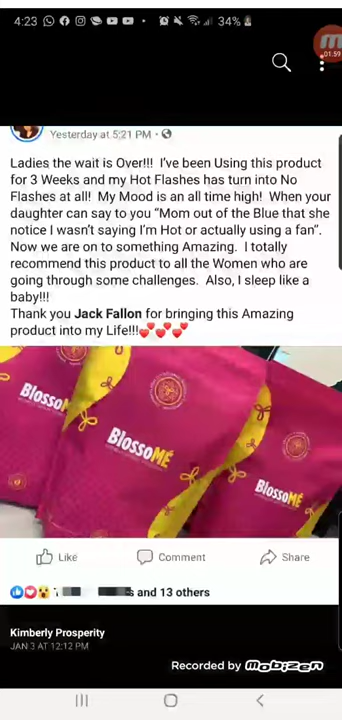 4:23
34%
01:59
Yesterday at 5:21 PM
Ladies the wait is Over!!! I've been Using this product
for 3 Weeks and my Hot Flashes has turn into No
Flashes at all! My Mood is an all time high! When your
daughter can say to you “Mom out of the Blue that she
notice I wasn't saying I'm Hot or actually using a fan”.
Now we are on to something Amazing. I totally
recommend this product to all the Women who are
going through some challenges. Also, I sleep like a
baby!!!
Thank you Jack Fallon for bringing this Amazing
product into my Life!!!💕💕💕
BlossoM
BlossoMÉ
BlossoMÉ
Like
Comment
Share
and 13 others
Kimberly Prosperity
JAN 3 AT 12:12 PM
Recorded by mobizen